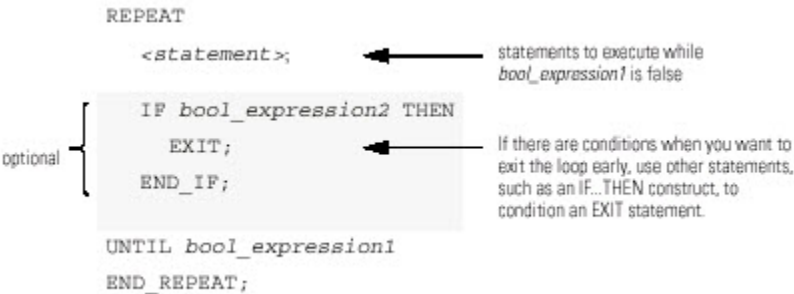 REPEAT
<statement>;
statements to execute while
bool_expression1 is false
optional
IF bool_expression2 THEN
EXIT;
END_IF;
If there are conditions when you want to
exit the loop early, use other statements,
such as an IF...THEN construct, to
condition an EXIT statement.
UNTIL bool_expression1
END_REPEAT;